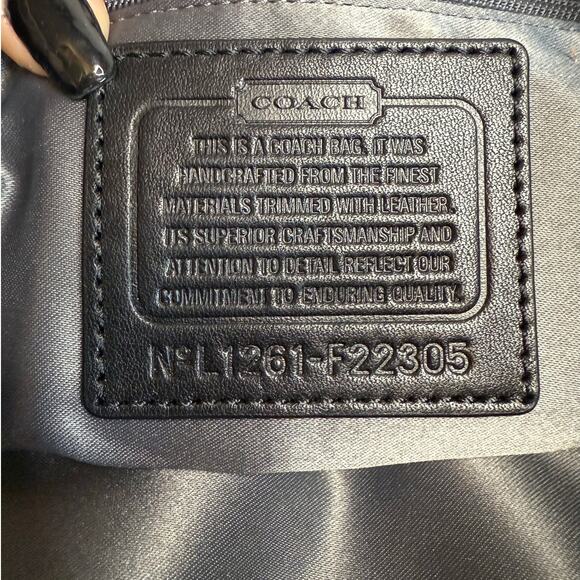 COACH
THIS IS A COACH BAG. IT WAS
HANDCRAFTED FROM THE FINEST
MATERIALS TRIMMED WITH LEATHER.
ITS SUPERIOR CRAFTSMANSHIP AND
ATTENTION TO DETAIL REFLECT OUR
COMMITMENT TO ENDURING QUALITY.
Nº L1261-F22305